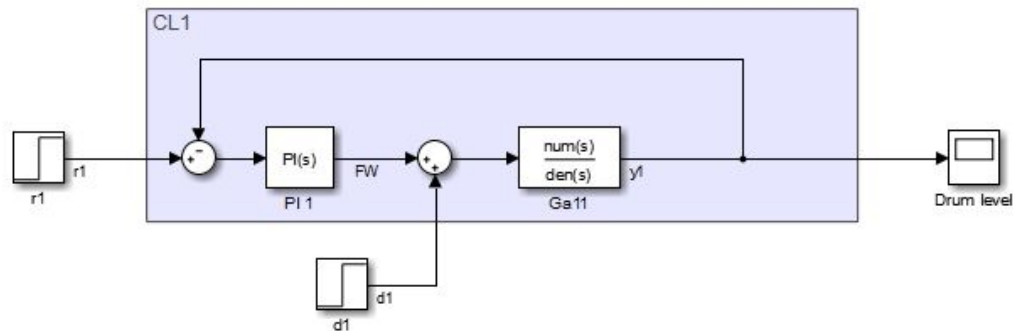 CL1
r1
r1
PI(s)
PI 1
FW
num(s)
den(s)
Ga11
y1
Drum level
d1
d1